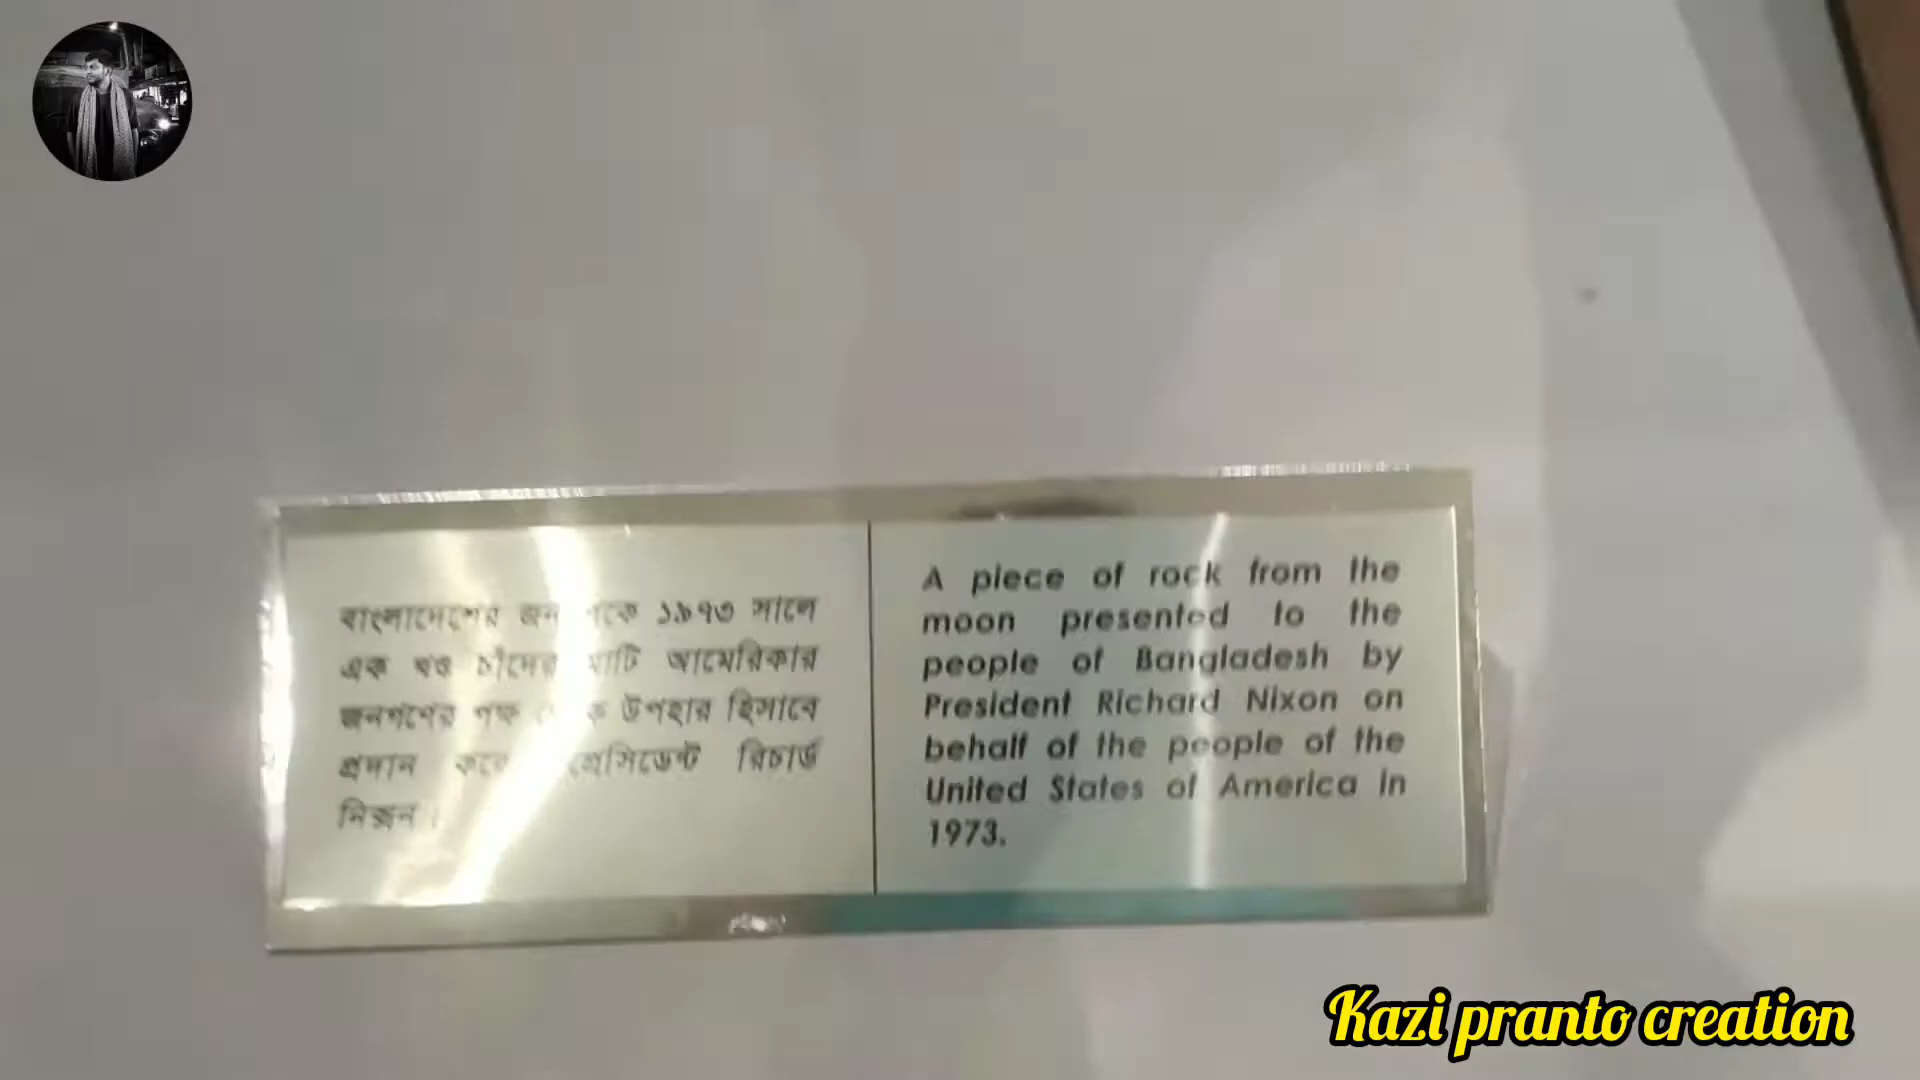 বাংলাদেশের ১৯৭৩ সালে
এক খণ্ড চাঁদের মাটি আমেরিকার
জনগণের পক্ষ উপহার হিসাবে
প্রদান প্রেসিডেন্ট রিচার্ড
নিক্সন।
A piece of rock from the
moon presented to the
people of Bangladesh by
President Richard Nixon on
behalf of the people of the
United States of America in
1973.
Kazi pranto creation